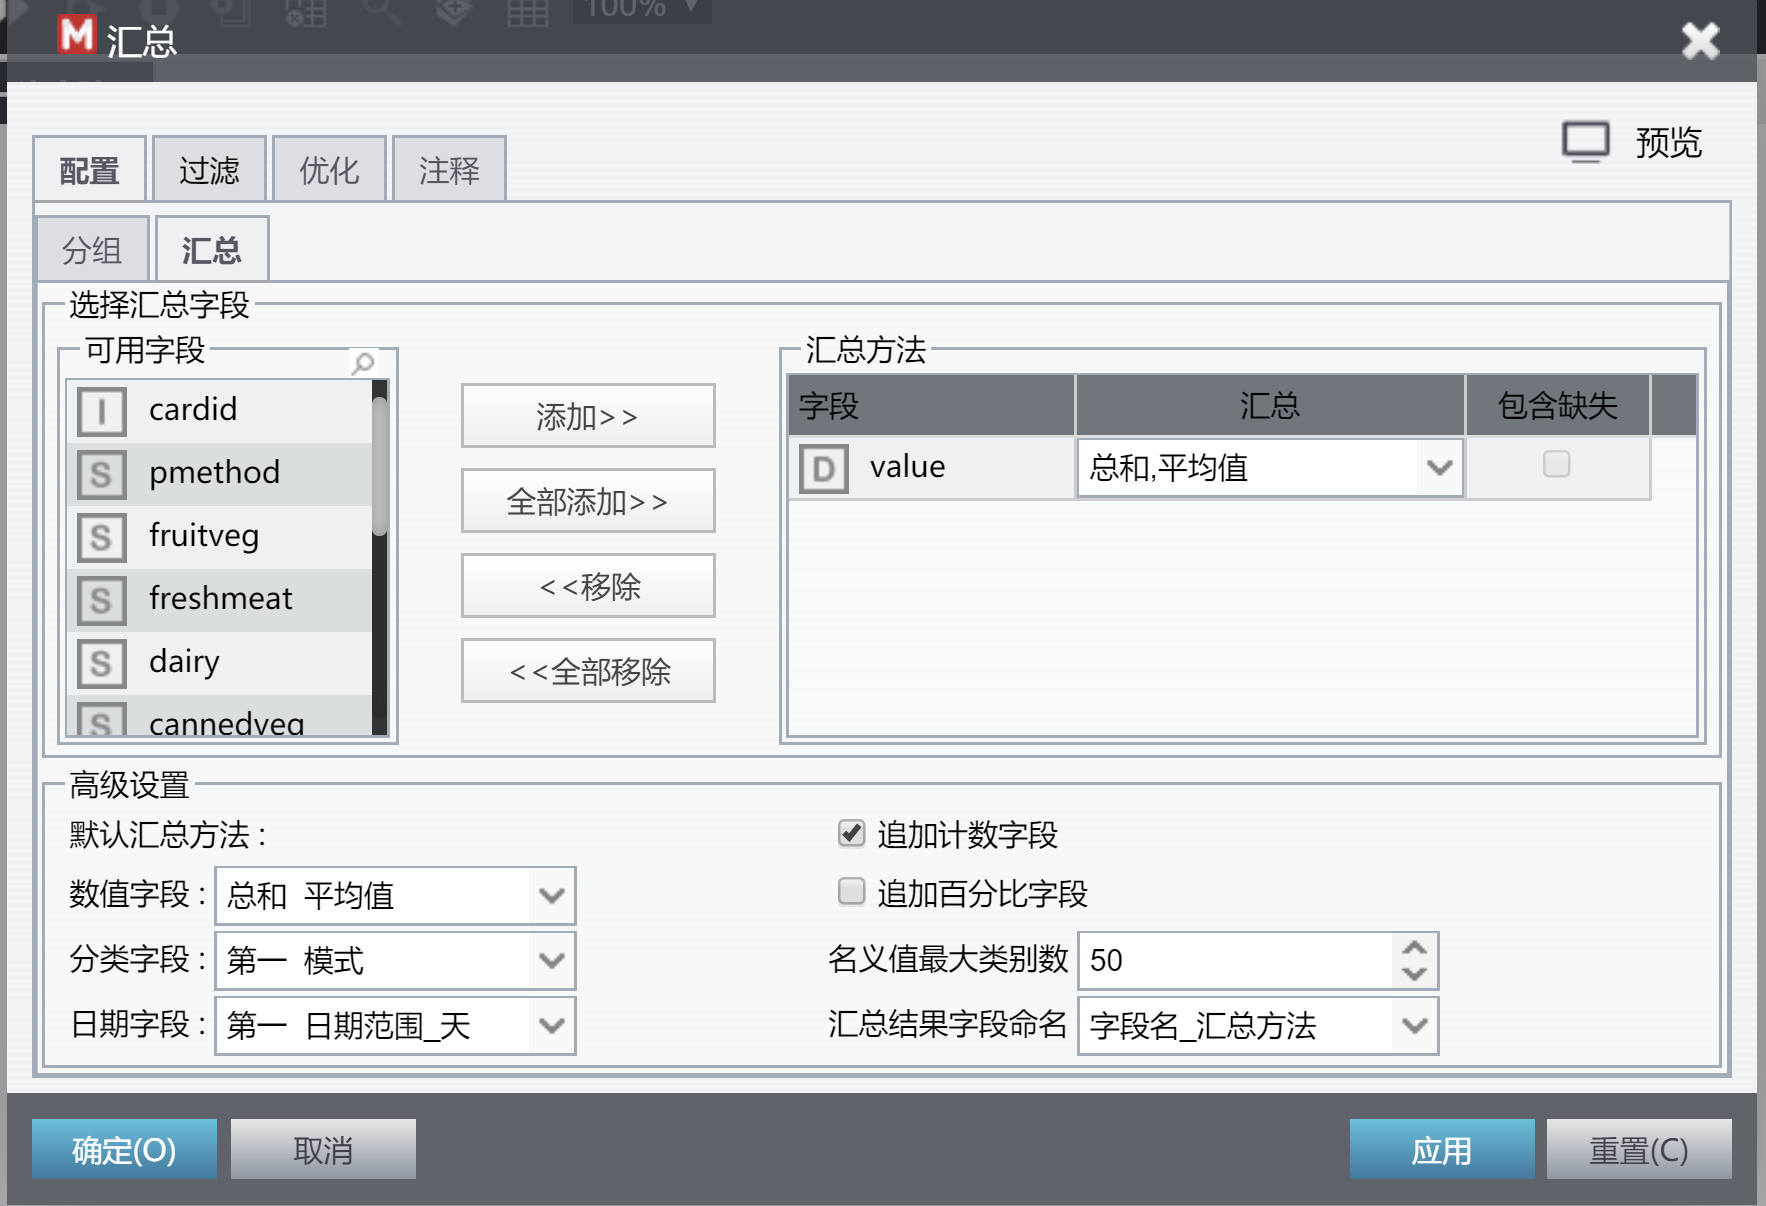 100%
M 汇总
预览
配置 过滤 优化 注释
分组 汇总
选择汇总字段
可用字段
I cardid
S pmethod
S fruitveg
S freshmeat
S dairy
S cannedveg
添加>>
全部添加>>
<<移除
<<全部移除
汇总方法
字段 汇总 包含缺失
D value 总和,平均值
高级设置
默认汇总方法 :
数值字段 : 总和 平均值
分类字段 : 第一 模式
日期字段 : 第一 日期范围_天
追加计数字段
追加百分比字段
名义值最大类别数 50
汇总结果字段命名 字段名_汇总方法
确定(O) 取消 应用 重置(C)